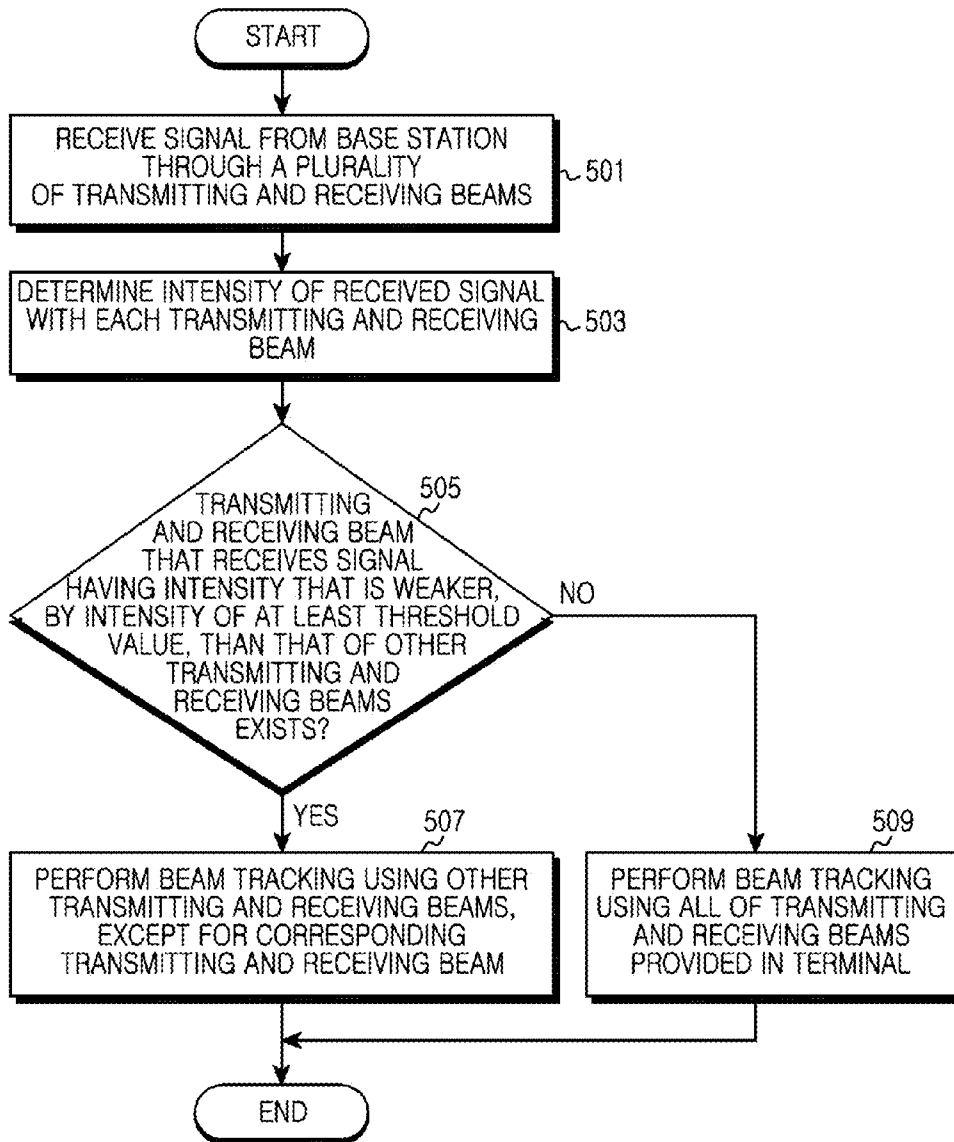 START
RECEIVE SIGNAL FROM BASE STATION
THROUGH A PLURALITY
OF TRANSMITTING AND RECEIVING BEAMS
501
DETERMINE INTENSITY OF RECEIVED SIGNAL
WITH EACH TRANSMITTING AND RECEIVING
BEAM
503
505
TRANSMITTING
AND RECEIVING BEAM
THAT RECEIVES SIGNAL
HAVING INTENSITY THAT IS WEAKER,
BY INTENSITY OF AT LEAST THRESHOLD
VALUE, THAN THAT OF OTHER
TRANSMITTING AND
RECEIVING BEAMS
EXISTS?
NO
YES
507
PERFORM BEAM TRACKING USING OTHER
TRANSMITTING AND RECEIVING BEAMS,
EXCEPT FOR CORRESPONDING
TRANSMITTING AND RECEIVING BEAM
509
PERFORM BEAM TRACKING
USING ALL OF TRANSMITTING
AND RECEIVING BEAMS
PROVIDED IN TERMINAL
END